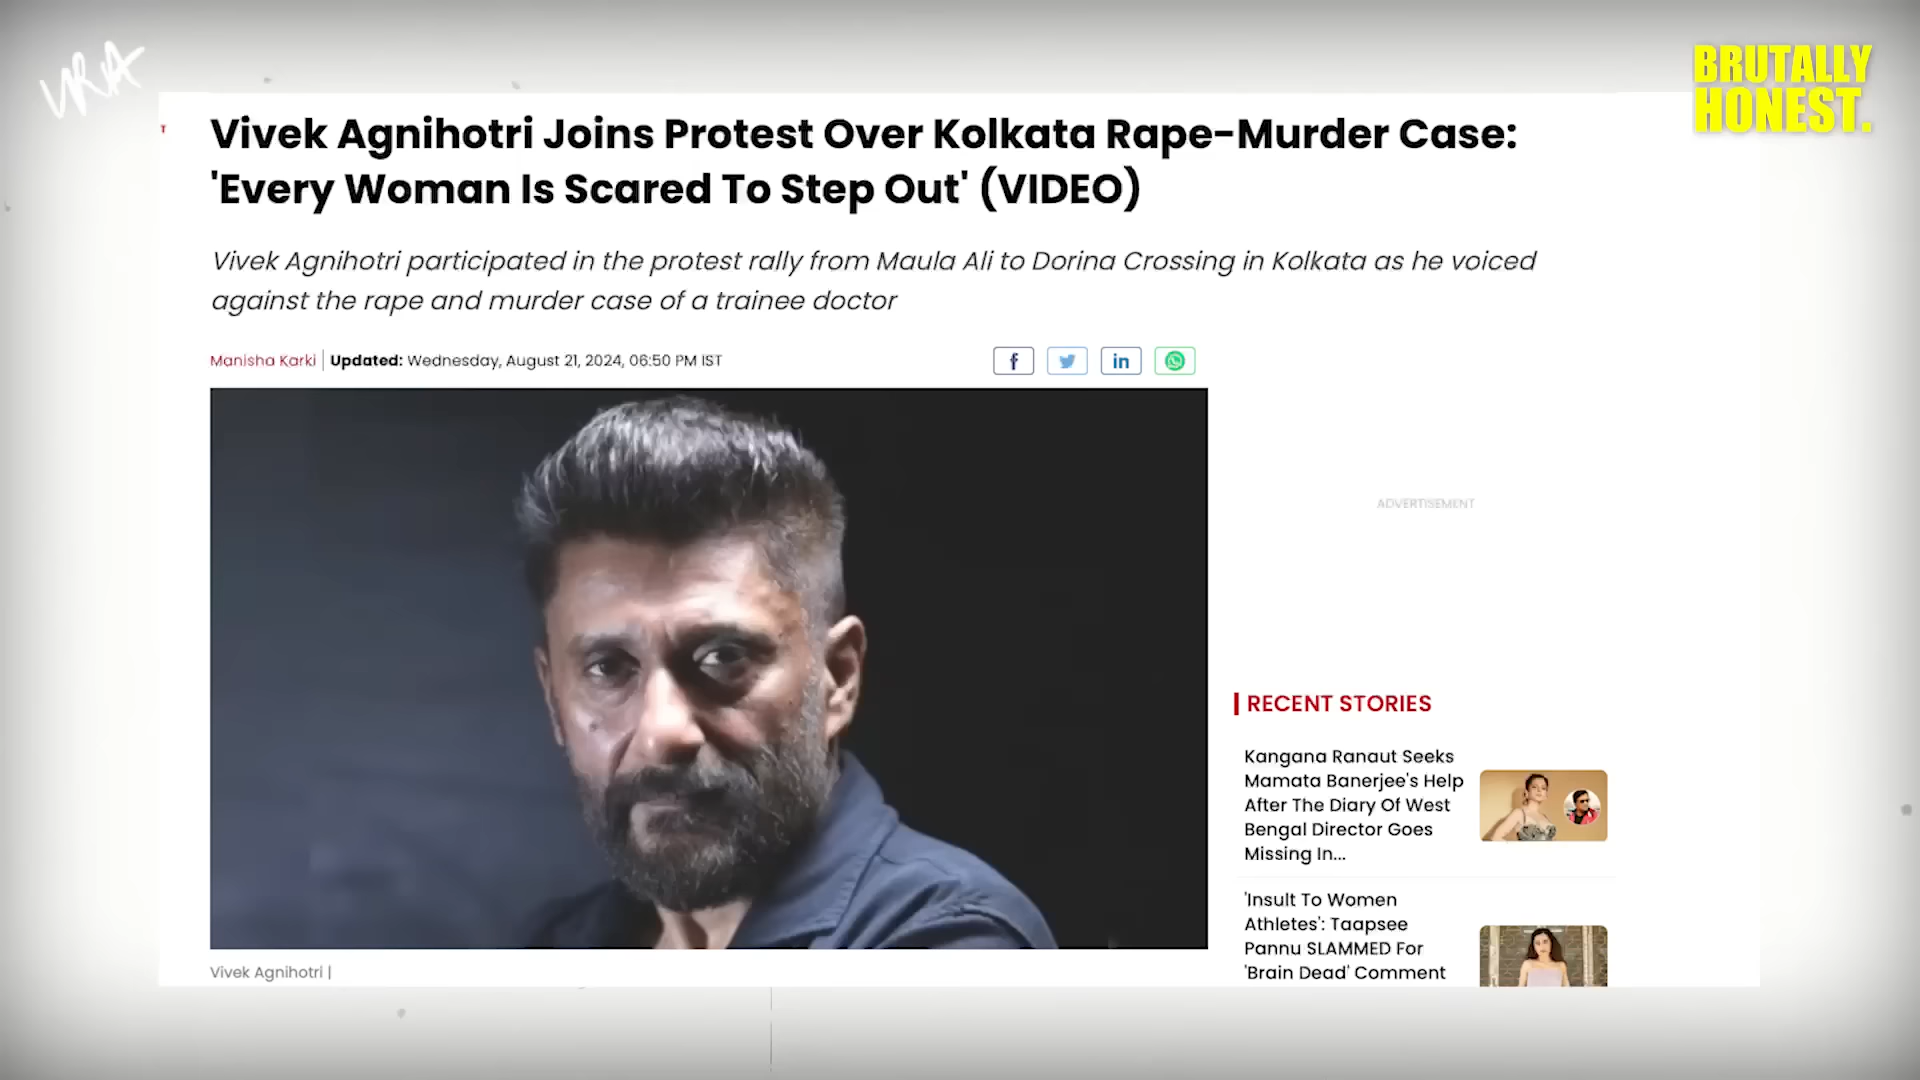 VRA
BRUTALLY
HONEST.
Vivek Agnihotri Joins Protest Over Kolkata Rape-Murder Case:
'Every Woman Is Scared To Step Out' (VIDEO)
Vivek Agnihotri participated in the protest rally from Maula Ali to Dorina Crossing in Kolkata as he voiced
against the rape and murder case of a trainee doctor
Manisha Karki | Updated: Wednesday, August 21, 2024, 06:50 PM IST
f
in
ADVERTISEMENT
RECENT STORIES
Kangana Ranaut Seeks
Mamata Banerjee's Help
After The Diary Of West
Bengal Director Goes
Missing In...
'Insult To Women
Athletes': Taapsee
Pannu SLAMMED For
'Brain Dead' Comment
Vivek Agnihotri |